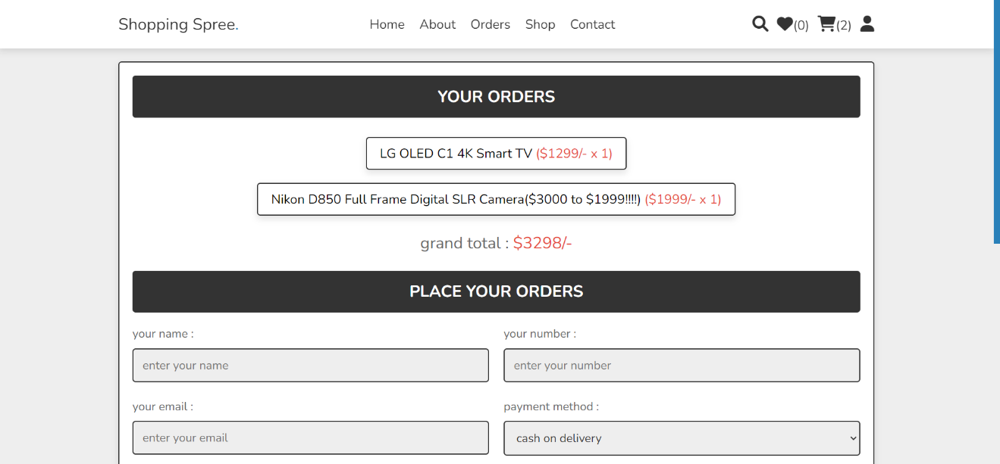 Shopping Spree. Home About Orders Shop Contact (0) (2)
YOUR ORDERS
LG OLED C1 4K Smart TV ($1299/- x 1)
Nikon D850 Full Frame Digital SLR Camera($3000 to $1999!!!!) ($1999/- x 1)
grand total : $3298/-
PLACE YOUR ORDERS
your name : your number :
enter your name enter your number
your email : payment method :
enter your email cash on delivery